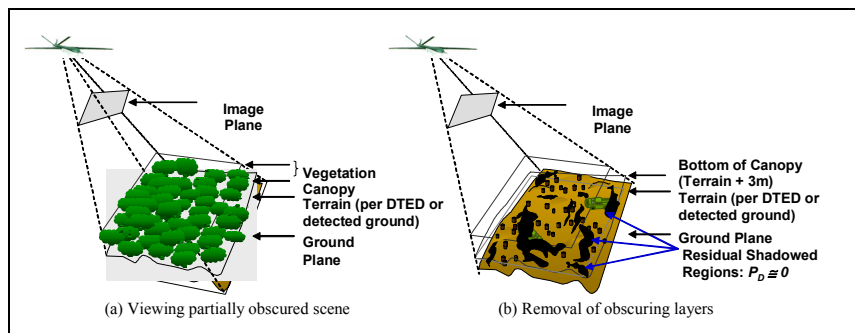 Image
Plane
Vegetation
Canopy
Terrain (per DTED or
detected ground)
Ground
Plane
(a) Viewing partially obscured scene
Image
Plane
Bottom of Canopy
(Terrain + 3m)
Terrain (per DTED or
detected ground)
Ground Plane
Residual Shadowed
Regions: P_D ≅ 0
(b) Removal of obscuring layers